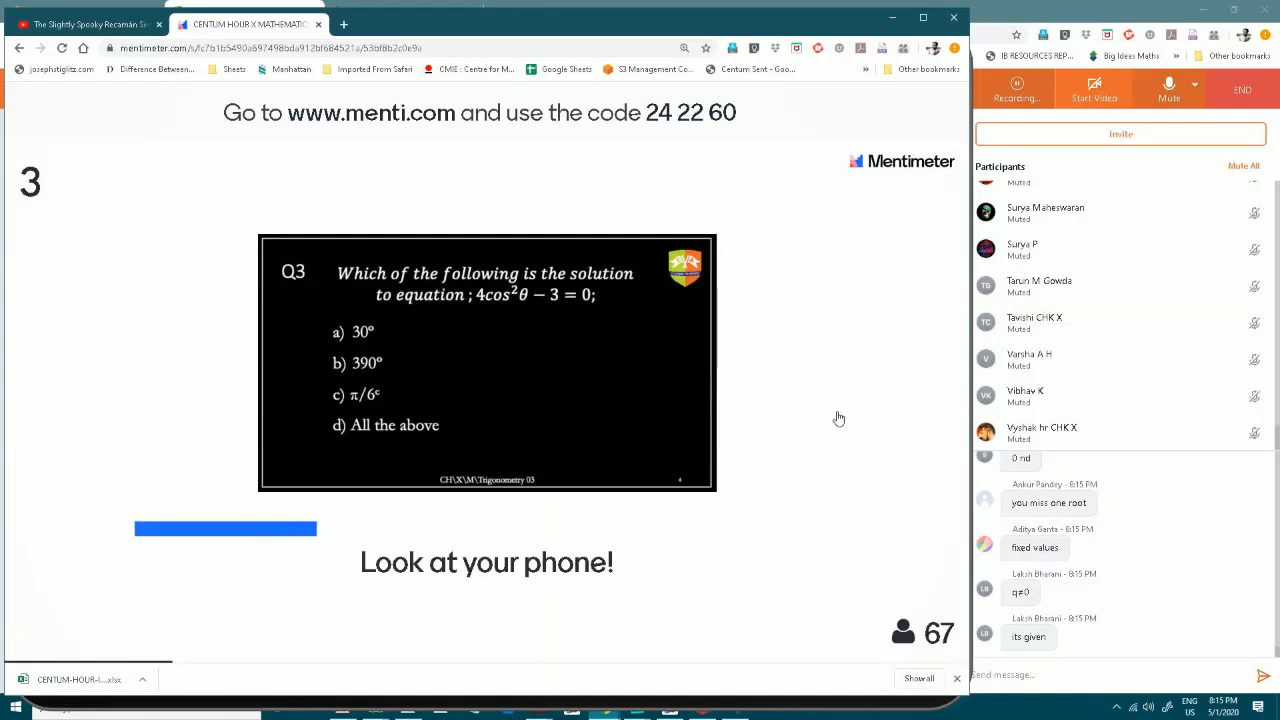 The Slightly Spooky Recamán Se
CENTUM HOUR X MATHEMATIC
mentimeter.com/s/fc7b1b5490a697268bda912bf684521a/53bf8b2c0e9a
josephstiglitz.com
Difference Between...
Sheets
Manhattan
Imported From Safari
CMIE : Centre for M...
Google Sheets
S3 Management Co...
Centum Sent - Goo...
Other bookmarks
IB RESOURCES REP...
Big Ideas Maths
Other bookmarks
Go to www.menti.com and use the code 24 22 60
Mentimeter
3
Q3 Which of the following is the solution
to equation ; 4cos²θ − 3 = 0;
a) 30°
b) 390°
c) π/6ᶜ
d) All the above
CH\X\M\Trigonometry 03 4
Look at your phone!
67
CENTUM-HOUR-I....xlsx
Show all
Recording...
Start Video
Mute
END
Invite
Participants
Mute All
Muted
Surya Maheswaran
Muted
Surya P
Muted
TG
Tarun M Gowda
Muted
TC
Tavishi CHK X
Muted
V
Varsha A H
Muted
VK
Vibhav K
Muted
Vyshak hr CHK X
Muted
S
0 nd
Ankur Pandey - 8:15 PM
you miss one root
Aditya Ganta - 8:15 PM
fixed values
Laksh Bharani - 8:15 PM
LB
q≠0
Laksh Bharani - 8:15 PM
LB
its given
Send message...
ENG
US
8:15 PM
5/1/2020